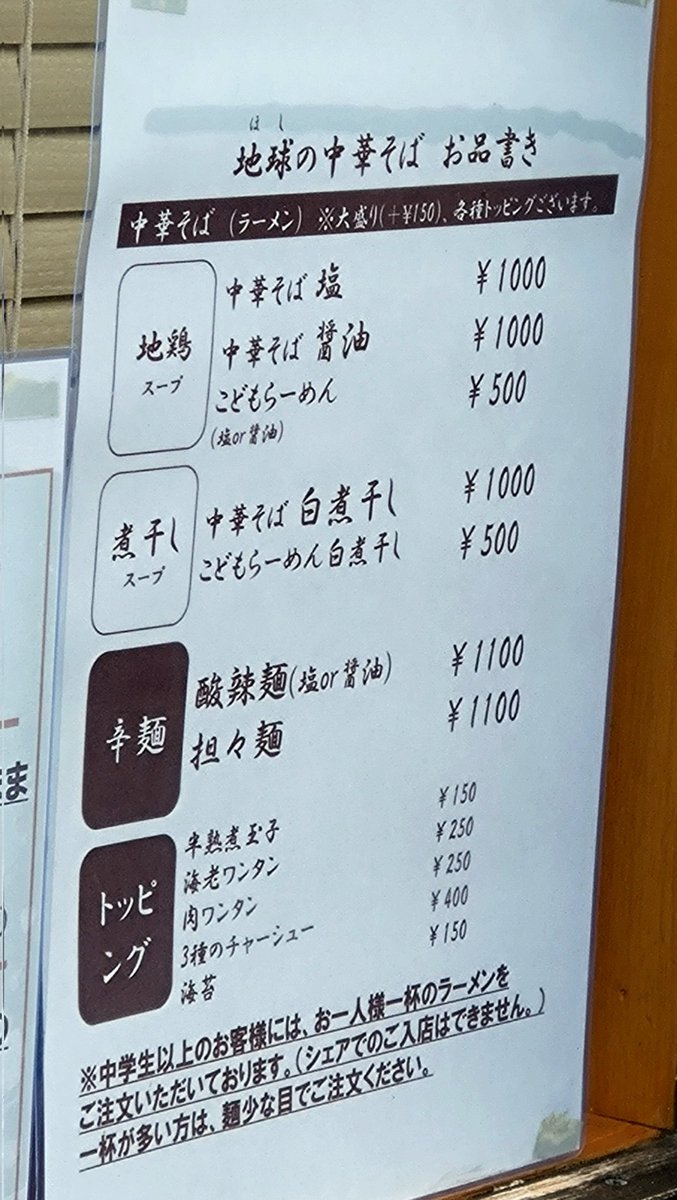 ほし
地球の中華そば お品書き
中華そば (ラーメン) ※大盛り(+¥150)、各種トッピングございます。
地鶏
スープ
中華そば 塩 ¥1000
中華そば 醤油 ¥1000
こどもらーめん ¥500
(塩or醤油)
煮干し
スープ
中華そば 白煮干し ¥1000
こどもらーめん白煮干し ¥500
辛麺
酸辣麺(塩or醤油) ¥1100
担々麺 ¥1100
トッピ
ング
半熟煮玉子 ¥150
海老ワンタン ¥250
肉ワンタン ¥250
3種のチャーシュー ¥400
海苔 ¥150
※中学生以上のお客様には、お一人様一杯のラーメンを
ご注文いただいております。(シェアでのご入店はできません。)
一杯が多い方は、麺少な目でご注文ください。